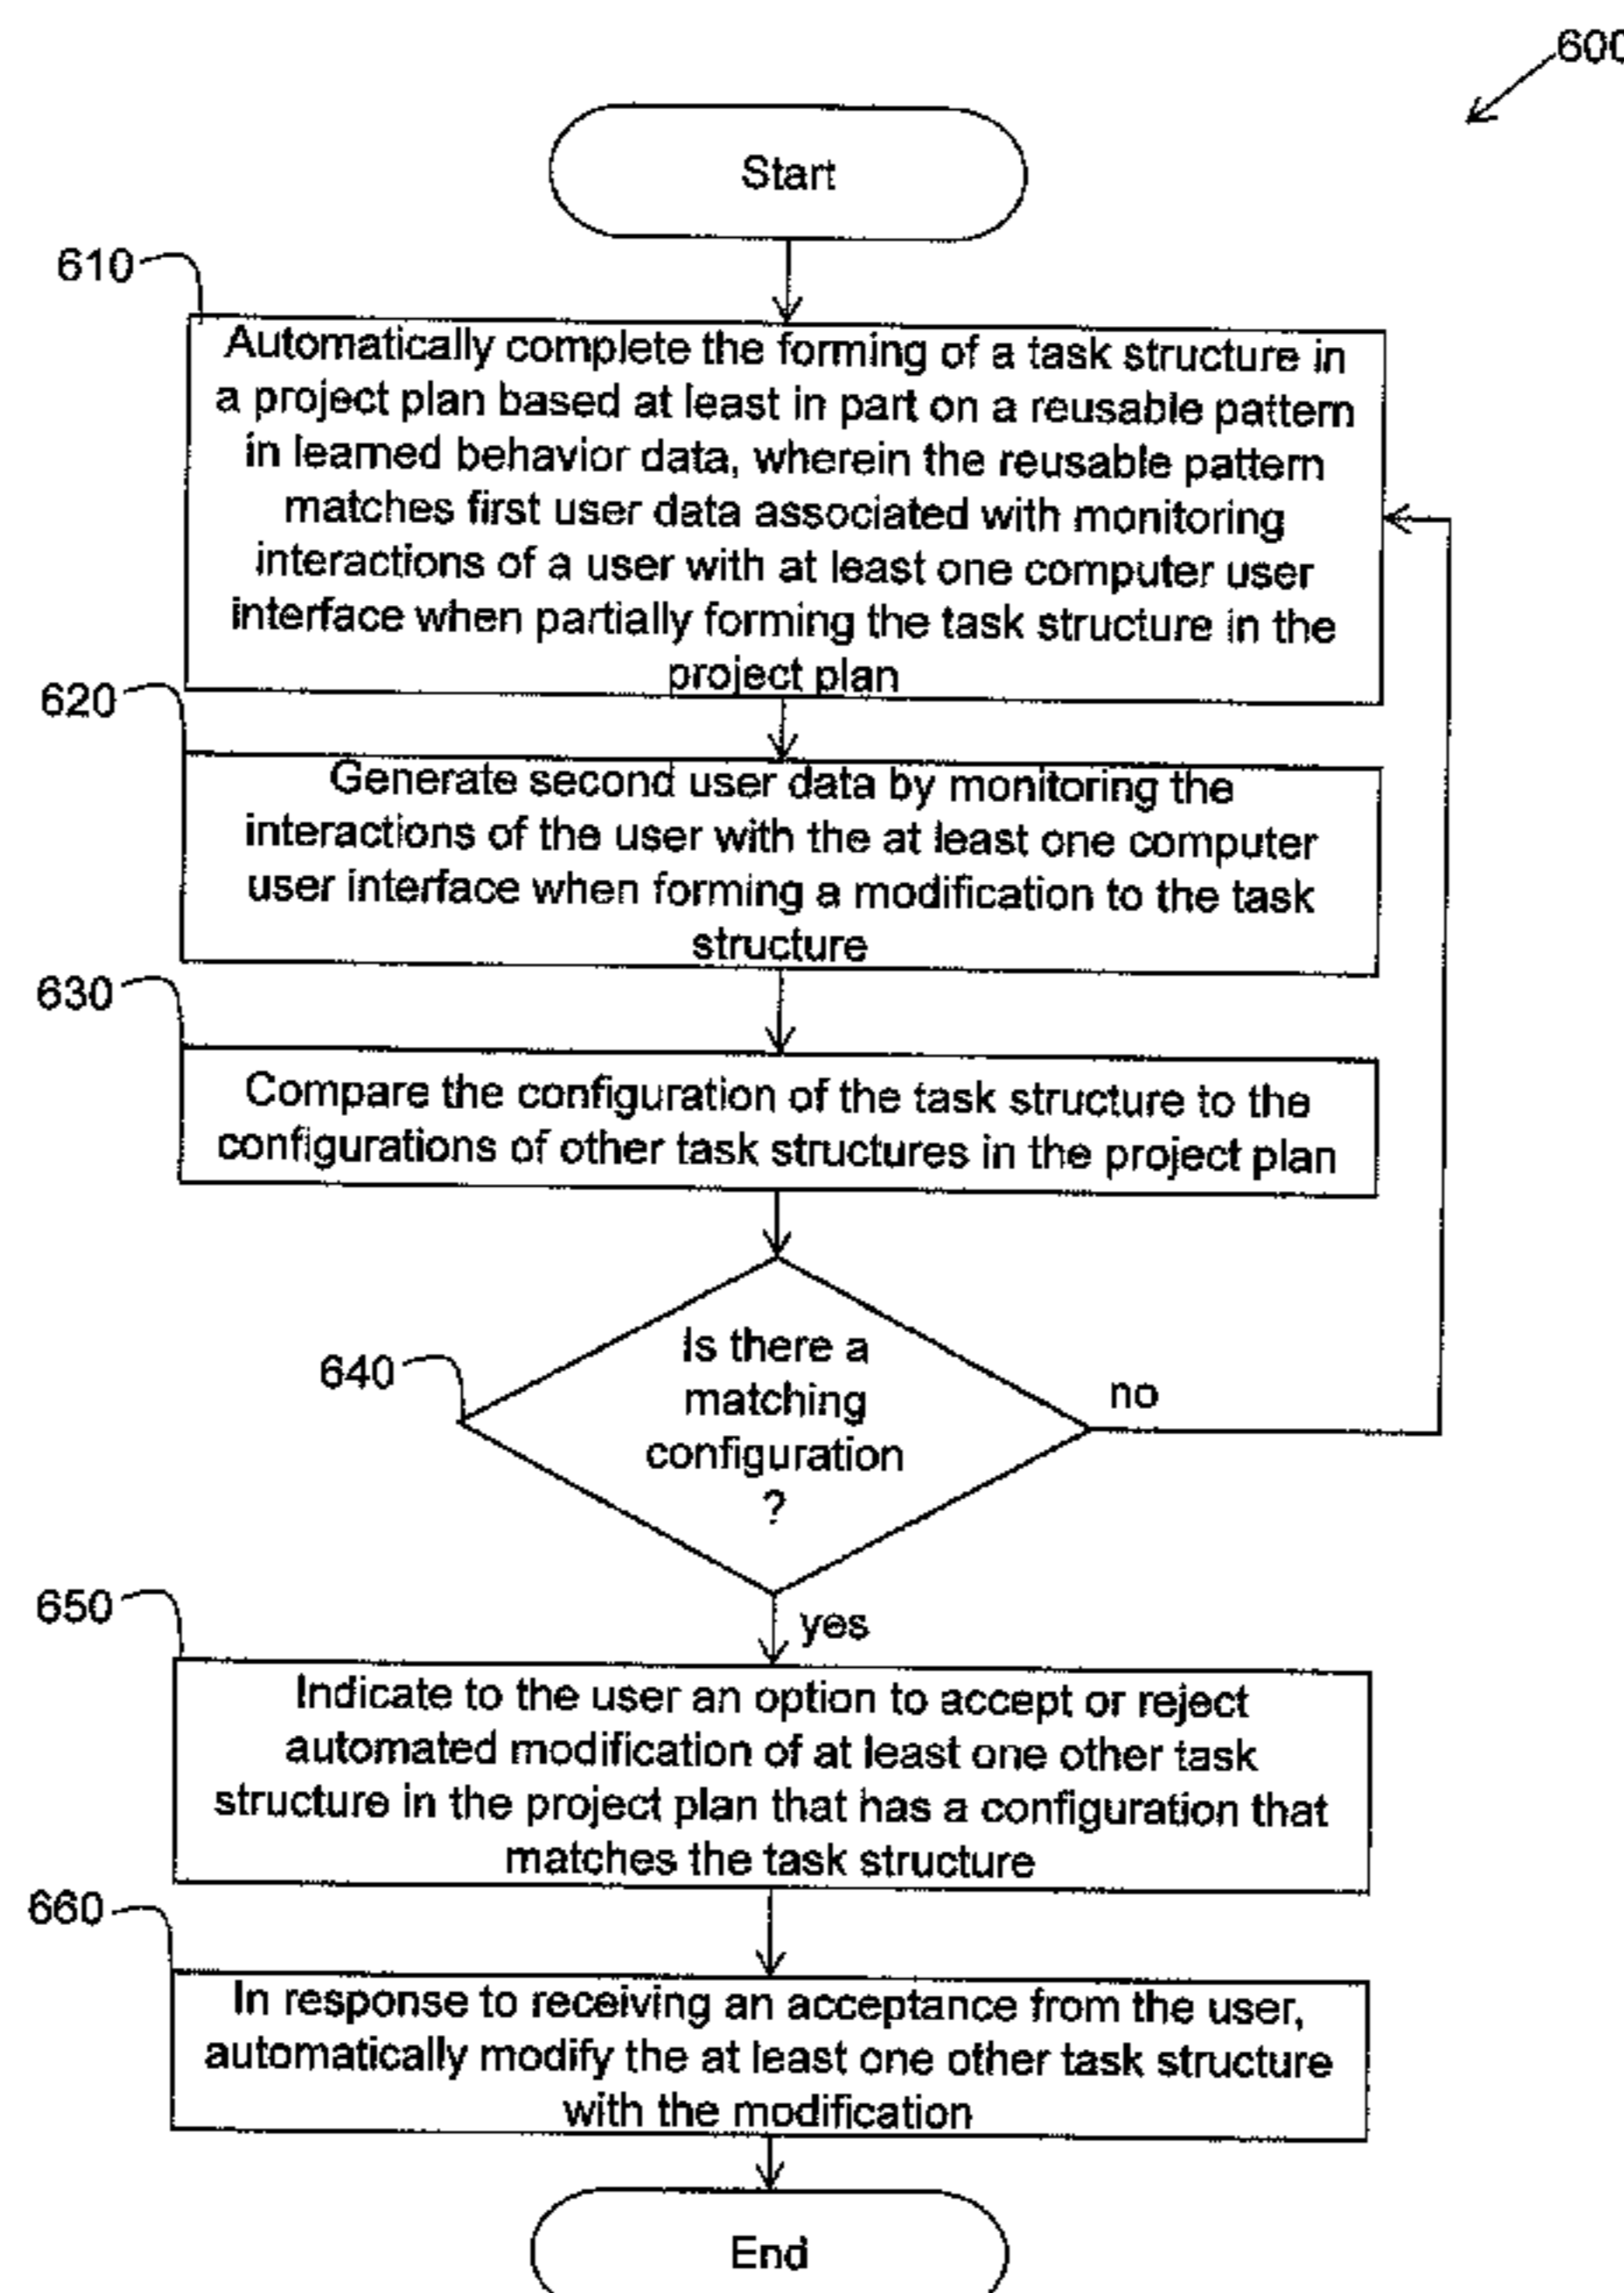 600
Start
610
Automatically complete the forming of a task structure in
a project plan based at least in part on a reusable pattern
in learned behavior data, wherein the reusable pattern
matches first user data associated with monitoring
interactions of a user with at least one computer user
interface when partially forming the task structure in the
project plan
620
Generate second user data by monitoring the
interactions of the user with the at least one computer
user interface when forming a modification to the task
structure
630
Compare the configuration of the task structure to the
configurations of other task structures in the project plan
640
Is there a
matching
configuration
?
no
yes
650
Indicate to the user an option to accept or reject
automated modification of at least one other task
structure in the project plan that has a configuration that
matches the task structure
660
In response to receiving an acceptance from the user,
automatically modify the at least one other task structure
with the modification
End